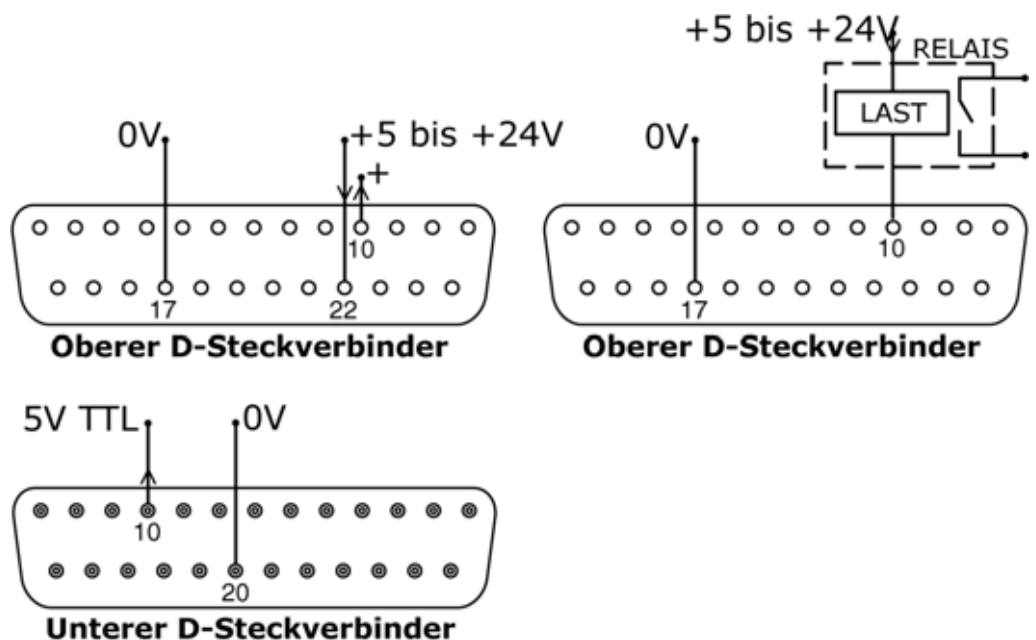 0V
+5 bis +24V
+
10
17
22
Oberer D-Steckverbinder
+5 bis +24V
RELAIS
LAST
0V
10
17
Oberer D-Steckverbinder
5V TTL
0V
10
20
Unterer D-Steckverbinder